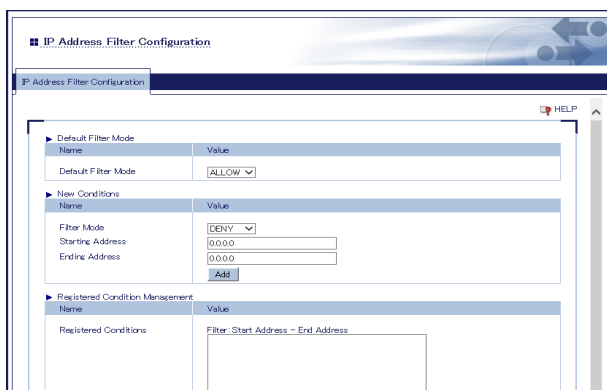 IP Address Filter Configuration
IP Address Filter Configuration
HELP
Default Filter Mode
Name Value
Default Filter Mode ALLOW
New Conditions
Name Value
Filter Mode DENY
Starting Address 0.0.0.0
Ending Address 0.0.0.0
Add
Registered Condition Management
Name Value
Registered Conditions Filter: Start Address - End Address